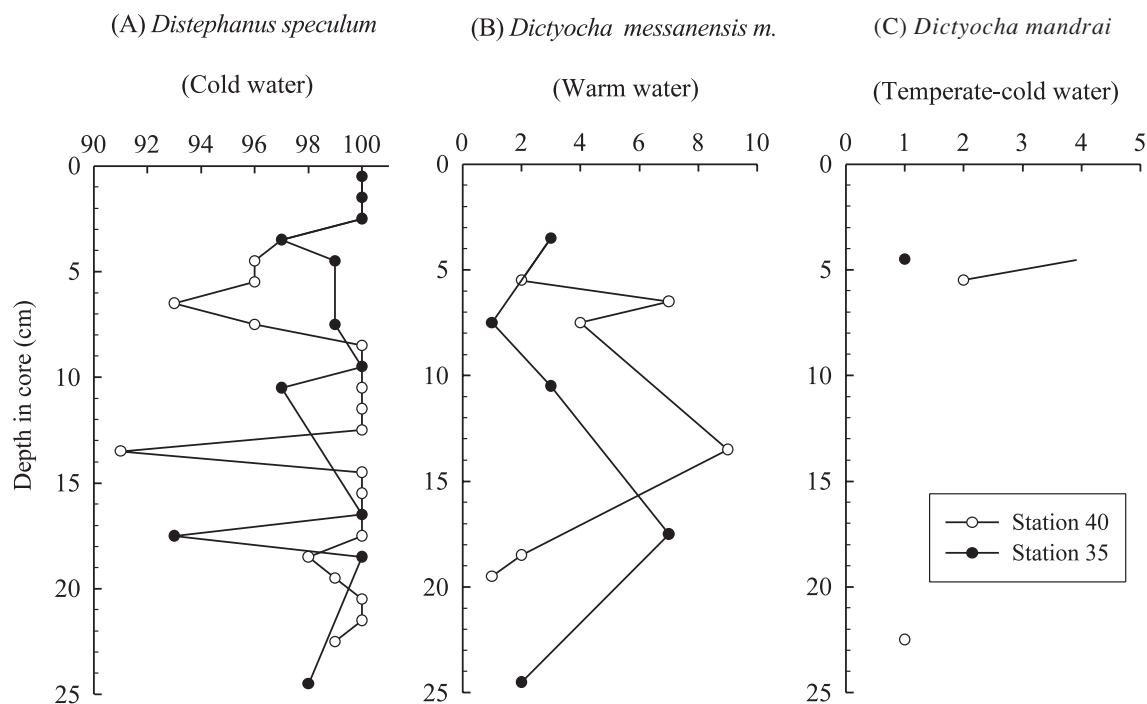 (A) Distephanus speculum
(Cold water)
90 92 94 96 98 100
0
5
10
15
20
25
Depth in core (cm)
(B) Dictyocha messanensis m.
(Warm water)
0 2 4 6 8 10
0
5
10
15
20
25
(C) Dictyocha mandrai
(Temperate-cold water)
0 1 2 3 4 5
0
5
10
15
20
25
Station 40
Station 35